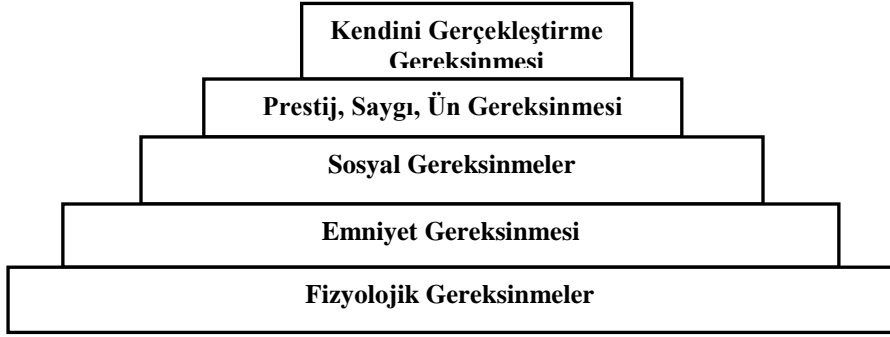 Kendini Gerçekleştirme
Gereksinmesi
Prestij, Saygı, Ün Gereksinmesi
Sosyal Gereksinmeler
Emniyet Gereksinmesi
Fizyolojik Gereksinmeler